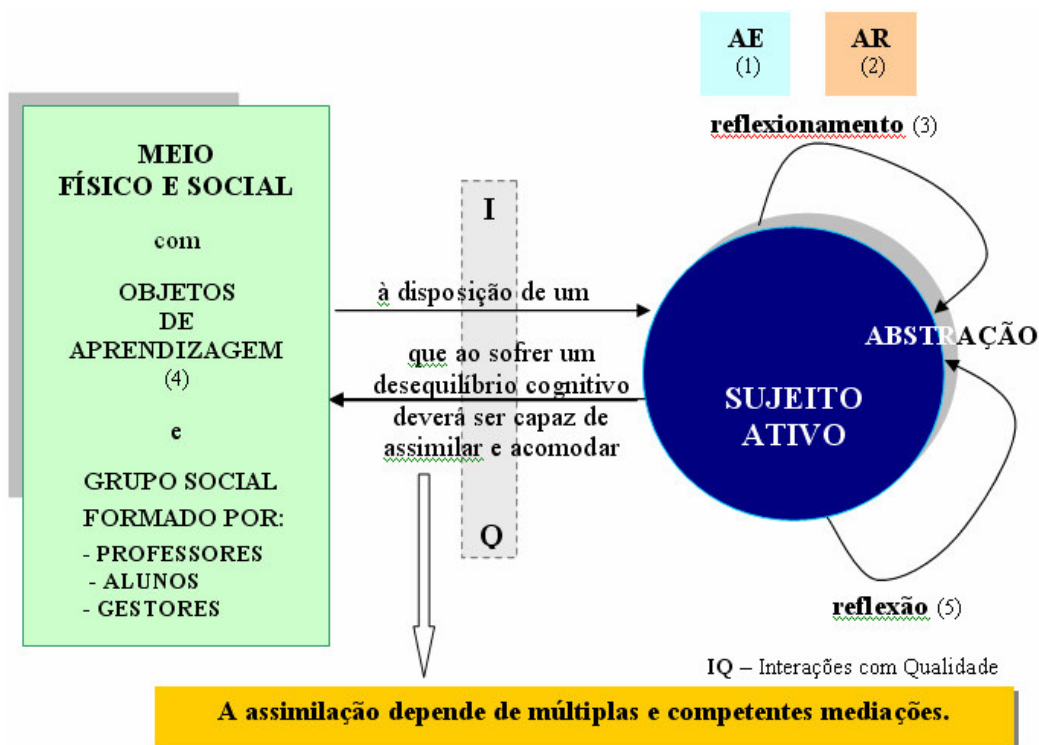 AE
(1)
AR
(2)
reflexionamento (3)
MEIO
FÍSICO E SOCIAL
com
OBJETOS
DE
APRENDIZAGEM
(4)
e
GRUPO SOCIAL
FORMADO POR:
- PROFESSORES
- ALUNOS
- GESTORES
I
à disposição de um
que ao sofrer um
desequilíbrio cognitivo
deverá ser capaz de
assimilar e acomodar
Q
ABSTRAÇÃO
SUJEITO
ATIVO
reflexão (5)
IQ – Interações com Qualidade
A assimilação depende de múltiplas e competentes mediações.